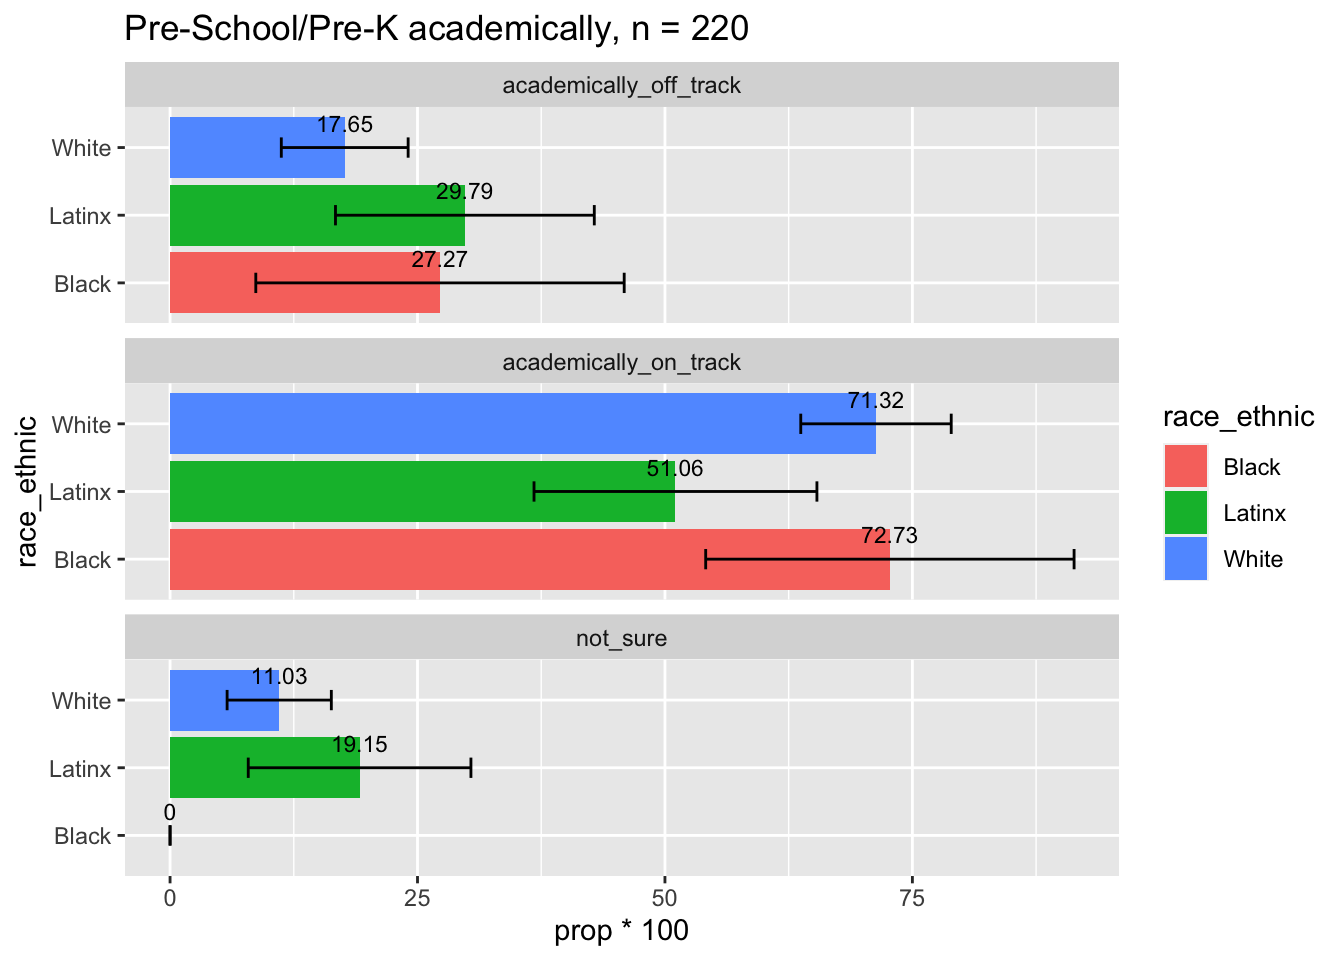 Pre-School/Pre-K academically, n = 220
academically_off_track
White
17.65
Latinx
29.79
Black
27.27
academically_on_track
White
71.32
Latinx
51.06
Black
72.73
not_sure
White
11.03
Latinx
19.15
Black
0
0 25 50 75
prop * 100
race_ethnic
race_ethnic
Black
Latinx
White